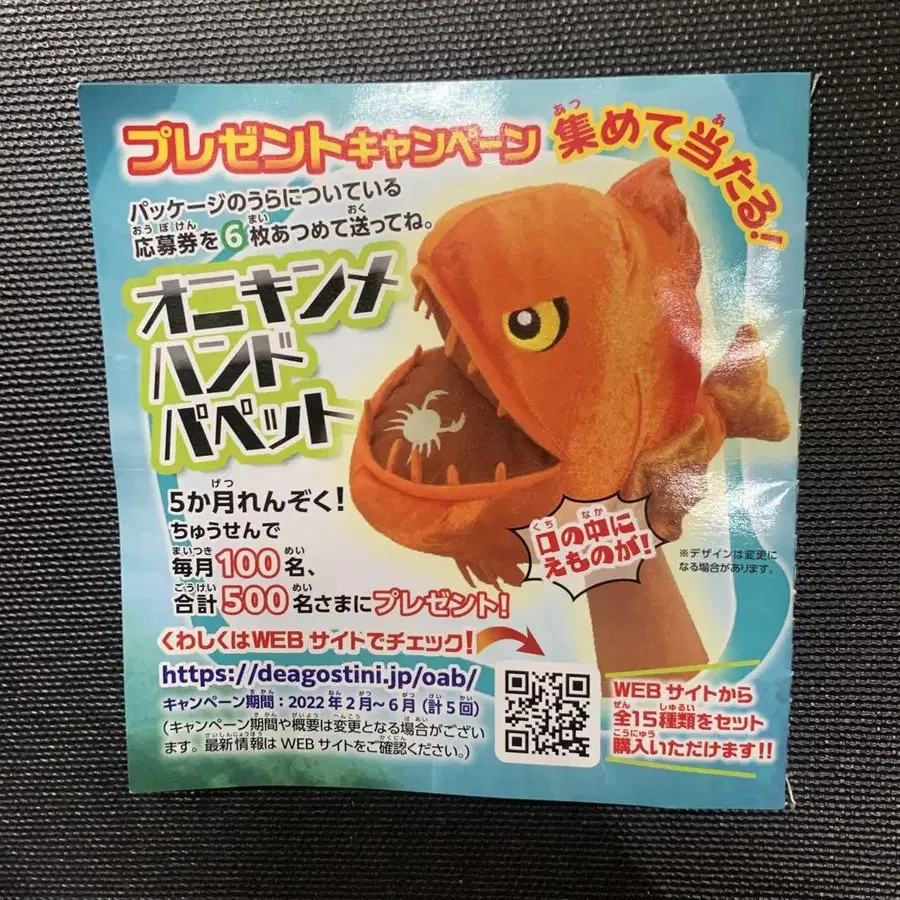 プレゼントキャンペーン 集めて当たる!
パッケージのうらについている
応募券を6枚あつめて送ってね。
オニキンメ
ハンド
パペット
5か月れんぞく!
ちゅうせんで
毎月100名、
合計500名さまにプレゼント!
口の中に
えものが!
※デザインは変更に
なる場合があります。
くわしくはWEBサイトでチェック!
https://deagostini.jp/oab/
キャンペーン期間:2022年2月〜6月(計5回)
(キャンペーン期間や概要は変更となる場合がござい
ます。最新情報はWEBサイトをご確認ください。)
WEBサイトから
全15種類をセット
購入いただけます!!